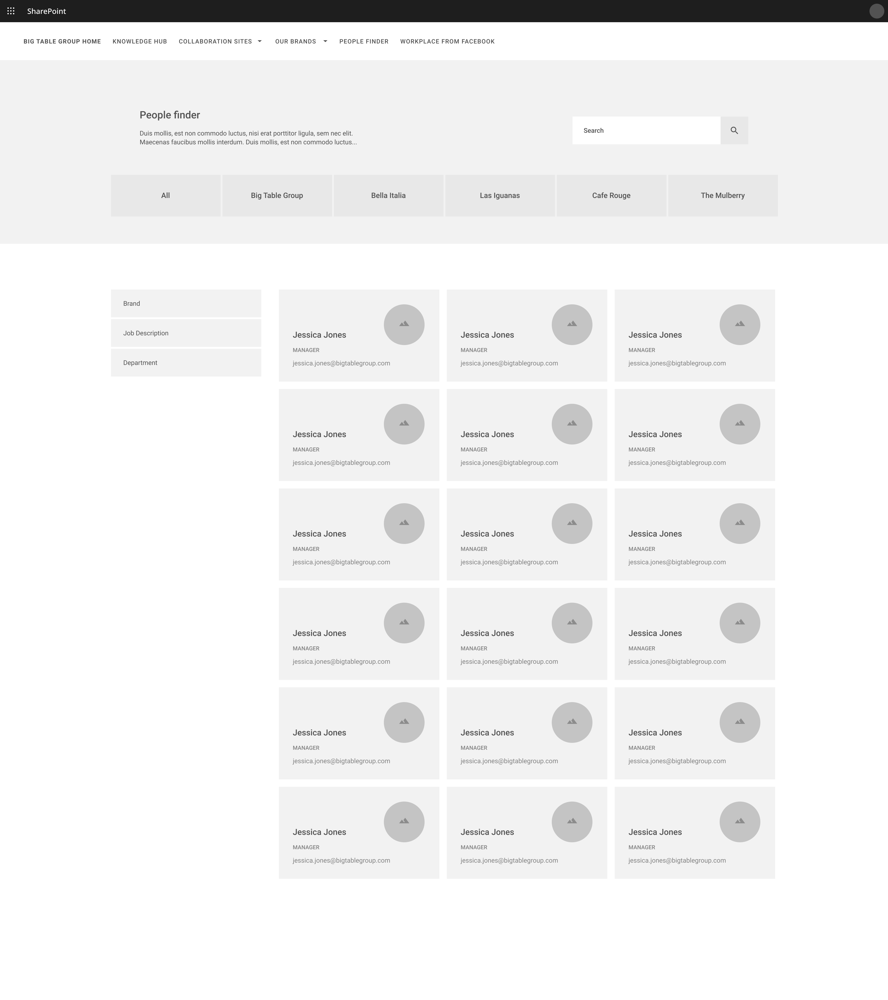 SharePoint
BIG TABLE GROUP HOME KNOWLEDGE HUB COLLABORATION SITES OUR BRANDS PEOPLE FINDER WORKPLACE FROM FACEBOOK
People finder
Duis mollis, est non commodo luctus, nisi erat porttitor ligula, sem nec elit.
Maecenas faucibus mollis interdum. Duis mollis, est non commodo luctus...
Search
All Big Table Group Bella Italia Las Iguanas Cafe Rouge The Mulberry
Brand
Job Description
Department
Jessica Jones Jessica Jones Jessica Jones
MANAGER MANAGER MANAGER
jessica.jones@bigtablegroup.com jessica.jones@bigtablegroup.com jessica.jones@bigtablegroup.com
Jessica Jones Jessica Jones Jessica Jones
MANAGER MANAGER MANAGER
jessica.jones@bigtablegroup.com jessica.jones@bigtablegroup.com jessica.jones@bigtablegroup.com
Jessica Jones Jessica Jones Jessica Jones
MANAGER MANAGER MANAGER
jessica.jones@bigtablegroup.com jessica.jones@bigtablegroup.com jessica.jones@bigtablegroup.com
Jessica Jones Jessica Jones Jessica Jones
MANAGER MANAGER MANAGER
jessica.jones@bigtablegroup.com jessica.jones@bigtablegroup.com jessica.jones@bigtablegroup.com
Jessica Jones Jessica Jones Jessica Jones
MANAGER MANAGER MANAGER
jessica.jones@bigtablegroup.com jessica.jones@bigtablegroup.com jessica.jones@bigtablegroup.com
Jessica Jones Jessica Jones Jessica Jones
MANAGER MANAGER MANAGER
jessica.jones@bigtablegroup.com jessica.jones@bigtablegroup.com jessica.jones@bigtablegroup.com